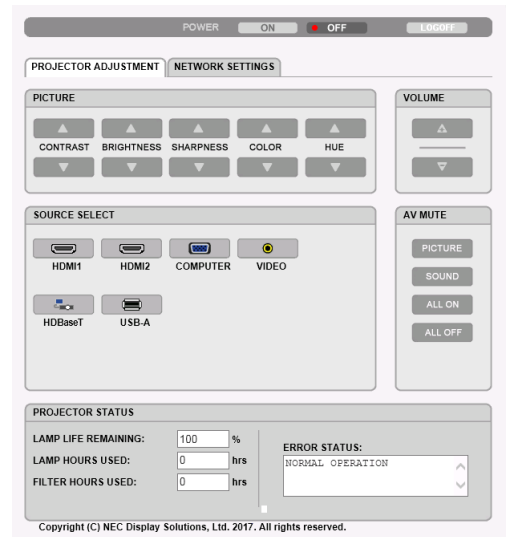 POWER ON OFF LOGOFF
PROJECTOR ADJUSTMENT NETWORK SETTINGS
PICTURE
CONTRAST BRIGHTNESS SHARPNESS COLOR HUE
VOLUME
SOURCE SELECT
HDMI1 HDMI2 COMPUTER VIDEO
HDBaseT USB-A
AV MUTE
PICTURE
SOUND
ALL ON
ALL OFF
PROJECTOR STATUS
LAMP LIFE REMAINING: 100 %
LAMP HOURS USED: 0 hrs
FILTER HOURS USED: 0 hrs
ERROR STATUS:
NORMAL OPERATION
Copyright (C) NEC Display Solutions, Ltd. 2017. All rights reserved.